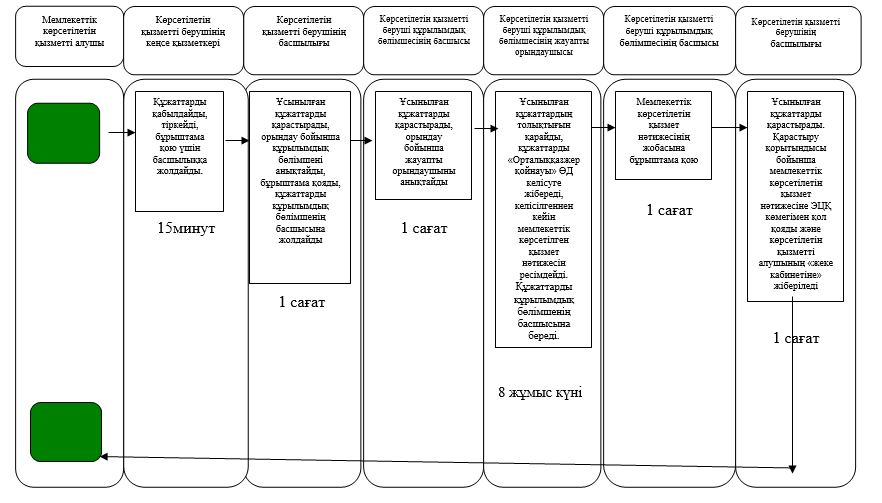 Мемлекеттік
көрсетілетін
қызметті алушы
Көрсетілетін
қызметті берушінің
кеңсе қызметкері
Көрсетілетін
қызметті берушінің
басшылығы
Көрсетілетін қызметті
беруші құрылымдық
бөлімшесінің басшысы
Көрсетілетін қызметті
беруші құрылымдық
бөлімшесінің жауапты
орындаушысы
Көрсетілетін қызметті
беруші құрылымдық
бөлімшесінің басшысы
Көрсетілетін қызметті
берушінің
басшылығы
Құжаттарды
қабылдайды,
тіркейді,
бұрыштама
қою үшін
басшылыққа
жолдайды.
15минут
Ұсынылған
құжаттарды
қарастырады,
орындау бойынша
құрылымдық
бөлімшені
анықтайды,
бұрыштама қояды,
құжаттарды
құрылымдық
бөлімшенің
басшысына
жолдайды
1 сағат
Ұсынылған
құжаттарды
қарастырады,
орындау
бойынша
жауапты
орындаушыны
анықтайды
1 сағат
Ұсынылған
құжаттардың
толықтығын
қарайды,
құжаттарды
«Орталыққазжер
қойнауы» ӨД
келісуге
жібереді,
келісілгеннен
кейін
мемлекеттік
көрсетілген
қызмет
нәтижесін
ресімдейді.
Құжаттарды
құрылымдық
бөлімшенің
басшысына
береді.
8 жұмыс күні
Мемлекеттік
көрсетілетін
қызмет
нәтижесінің
жобасына
бұрыштама қою
1 сағат
Ұсынылған
құжаттарды
қарастырады.
Қарастыру
қорытындысы
бойынша
мемлекеттік
көрсетілетін
қызмет
нәтижесіне ЭЦҚ
көмегімен қол
қояды және
көрсетілетін
қызметті
алушының «жеке
кабинетіне»
жіберіледі
1 сағат